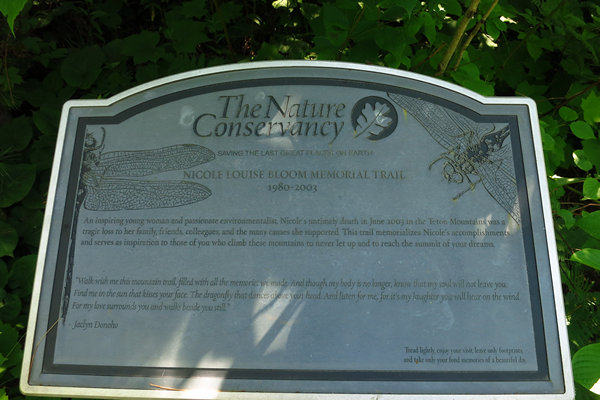 The Nature
Conservancy
SAVING THE LAST GREAT PLACES ON EARTH
NICOLE LOUISE BLOOM MEMORIAL TRAIL
1980-2003
An inspiring young woman and passionate environmentalist, Nicole's untimely death in June 2003 in the Teton Mountains was a
tragic loss to her family, friends, colleagues, and the many causes she supported. This trail memorializes Nicole's accomplishments
and serves as inspiration to those of you who climb these mountains to never let up and to reach the summit of your dreams.
"Walk with me this mountain trail, filled with all the memories we made. And though my body is no longer, know that my soul will not leave you.
Find me in the sun that kisses your face. The dragonfly that dances above your head. And listen for me, for it's my laughter you will hear on the wind.
For my love surrounds you and walks beside you still."
- Jaclyn Donoho
Tread lightly, enjoy your visit, leave only footprints,
and take only your fond memories of a beautiful day.